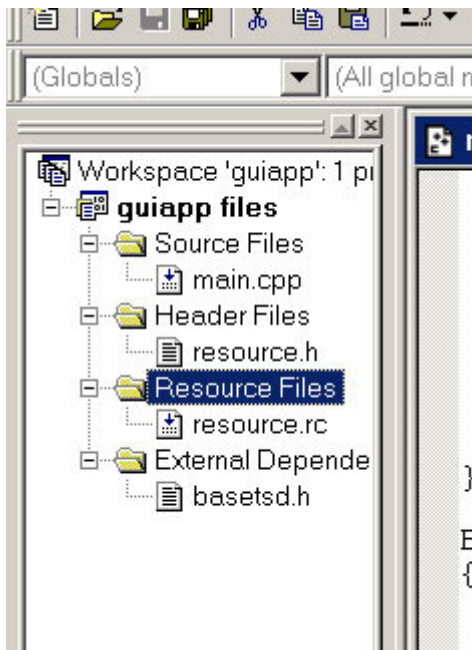 (Globals)
(All global
Workspace 'guiapp': 1
guiapp files
Source Files
main.cpp
Header Files
resource.h
Resource Files
resource.rc
External Depende
basetsd.h
}
{